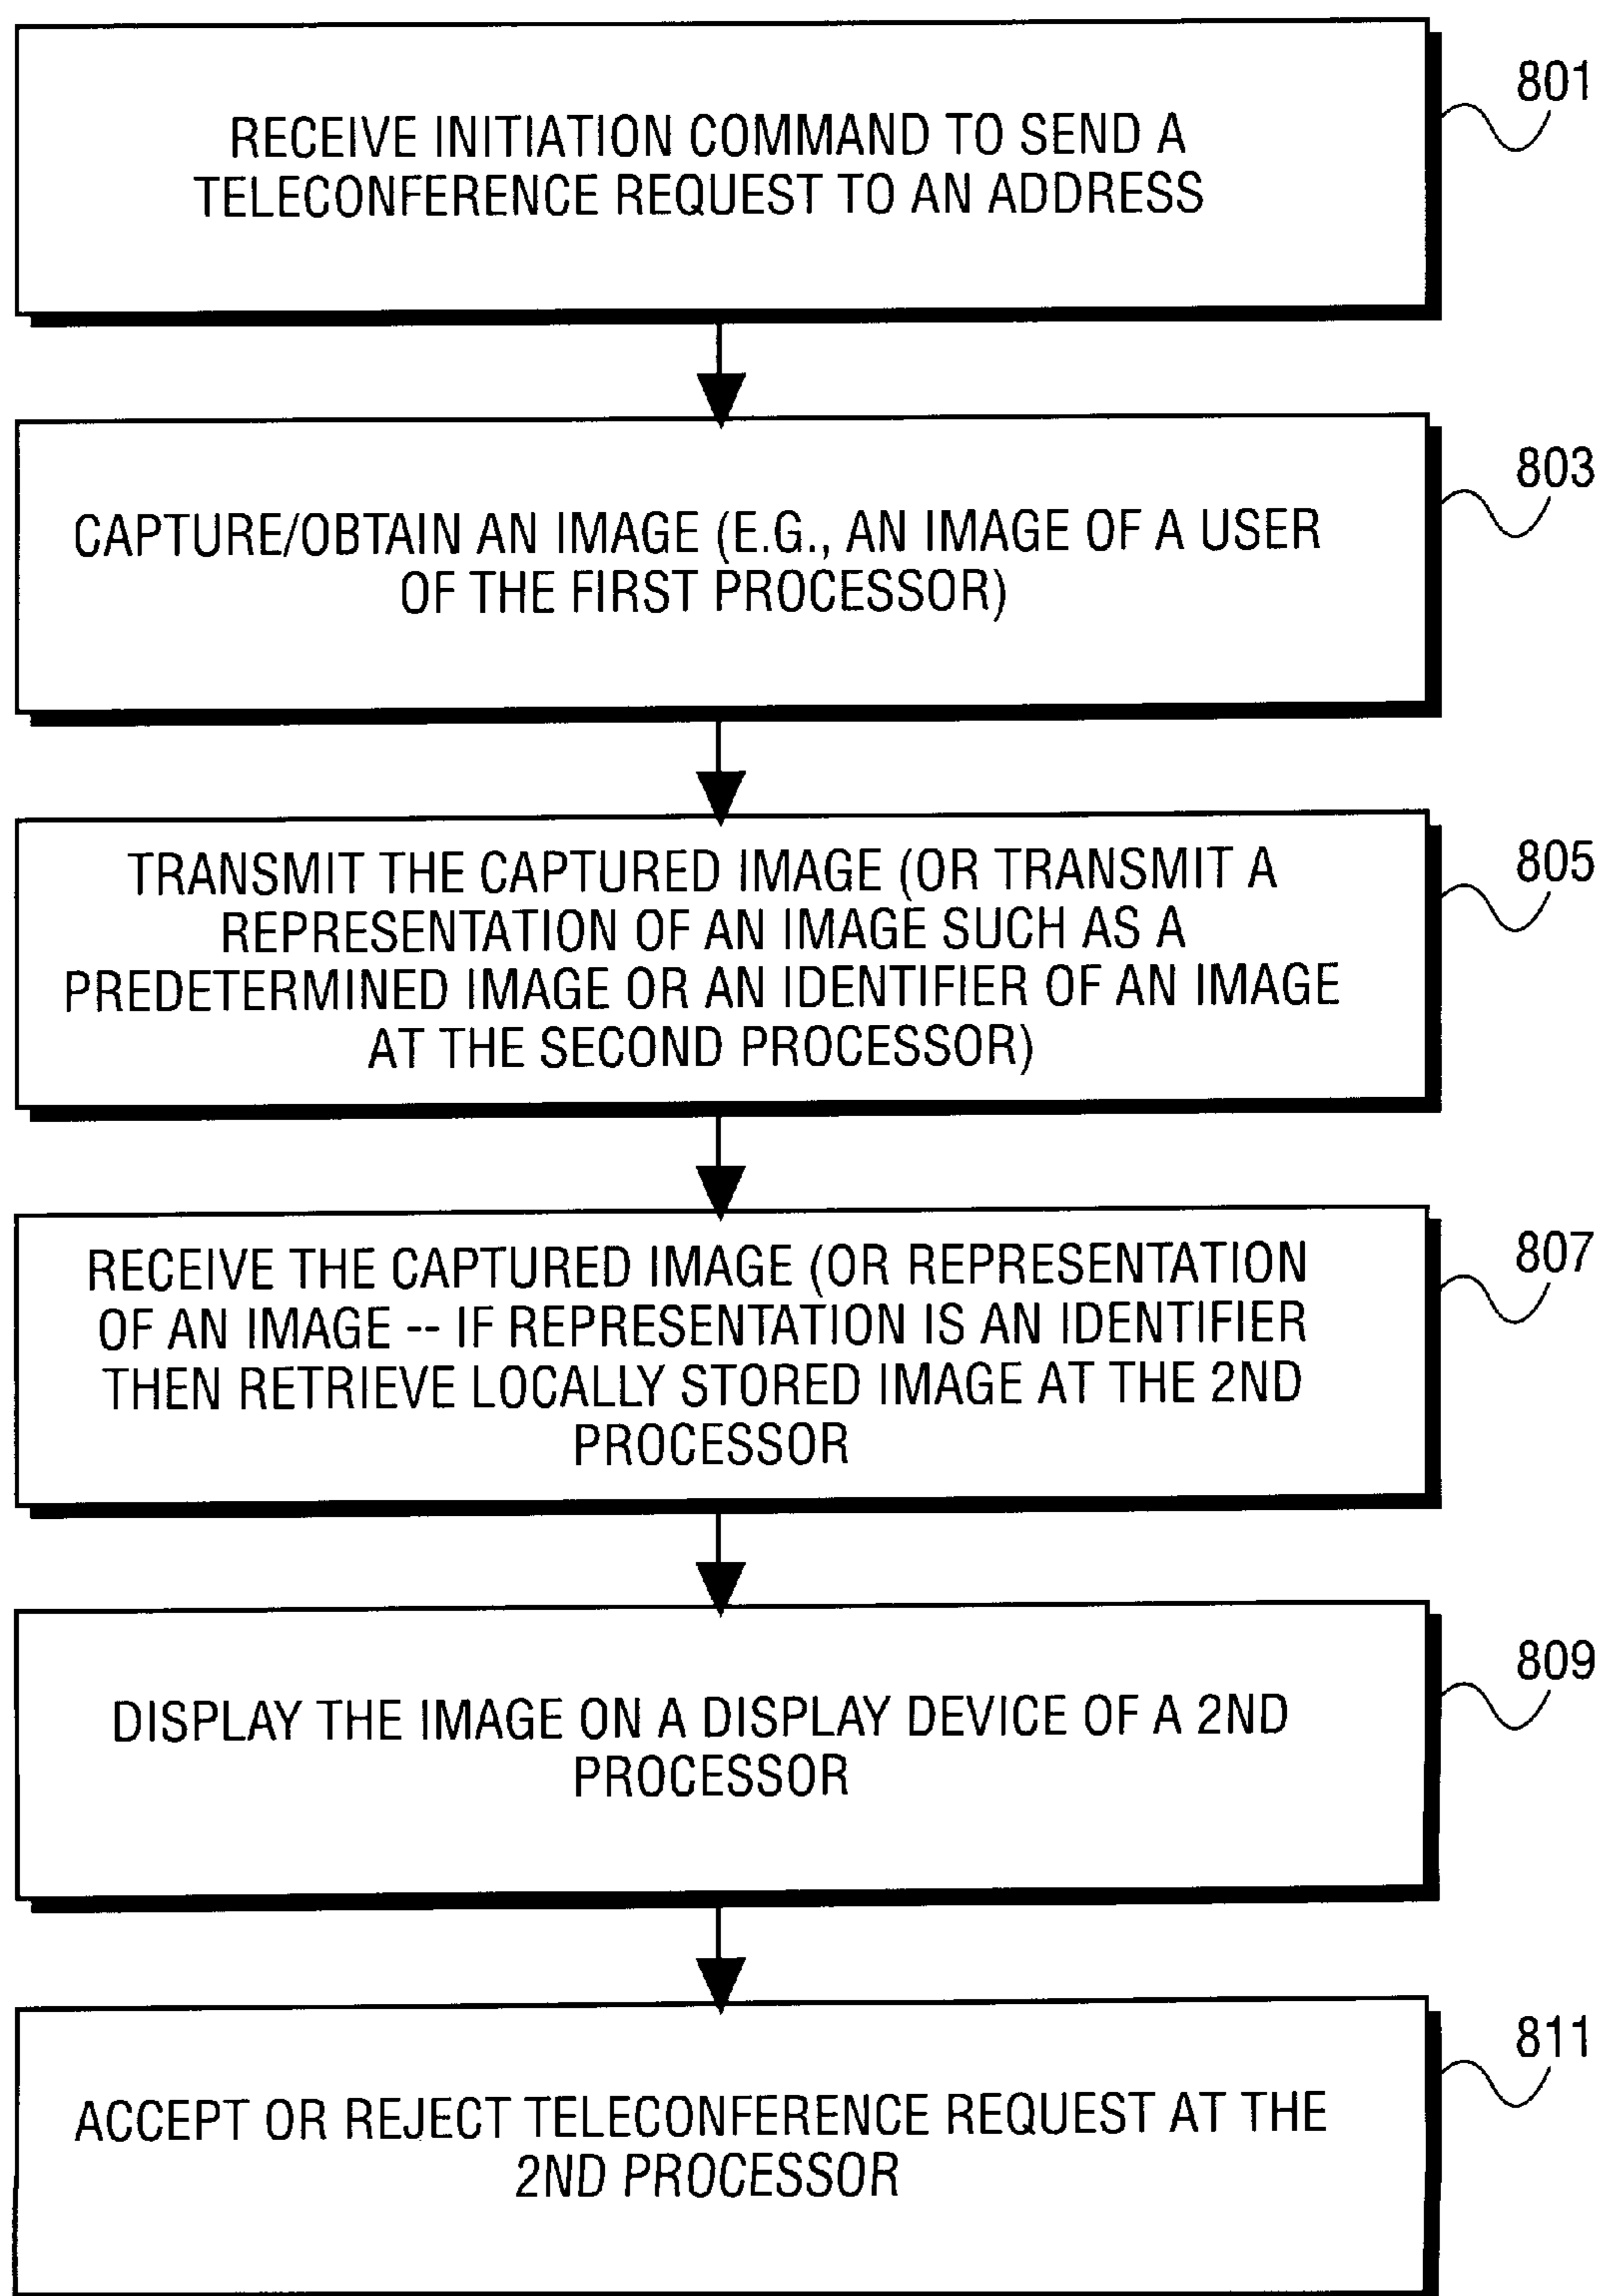 RECEIVE INITIATION COMMAND TO SEND A
TELECONFERENCE REQUEST TO AN ADDRESS
801
CAPTURE/OBTAIN AN IMAGE (E.G., AN IMAGE OF A USER
OF THE FIRST PROCESSOR)
803
TRANSMIT THE CAPTURED IMAGE (OR TRANSMIT A
REPRESENTATION OF AN IMAGE SUCH AS A
PREDETERMINED IMAGE OR AN IDENTIFIER OF AN IMAGE
AT THE SECOND PROCESSOR)
805
RECEIVE THE CAPTURED IMAGE (OR REPRESENTATION
OF AN IMAGE -- IF REPRESENTATION IS AN IDENTIFIER
THEN RETRIEVE LOCALLY STORED IMAGE AT THE 2ND
PROCESSOR
807
DISPLAY THE IMAGE ON A DISPLAY DEVICE OF A 2ND
PROCESSOR
809
ACCEPT OR REJECT TELECONFERENCE REQUEST AT THE
2ND PROCESSOR
811